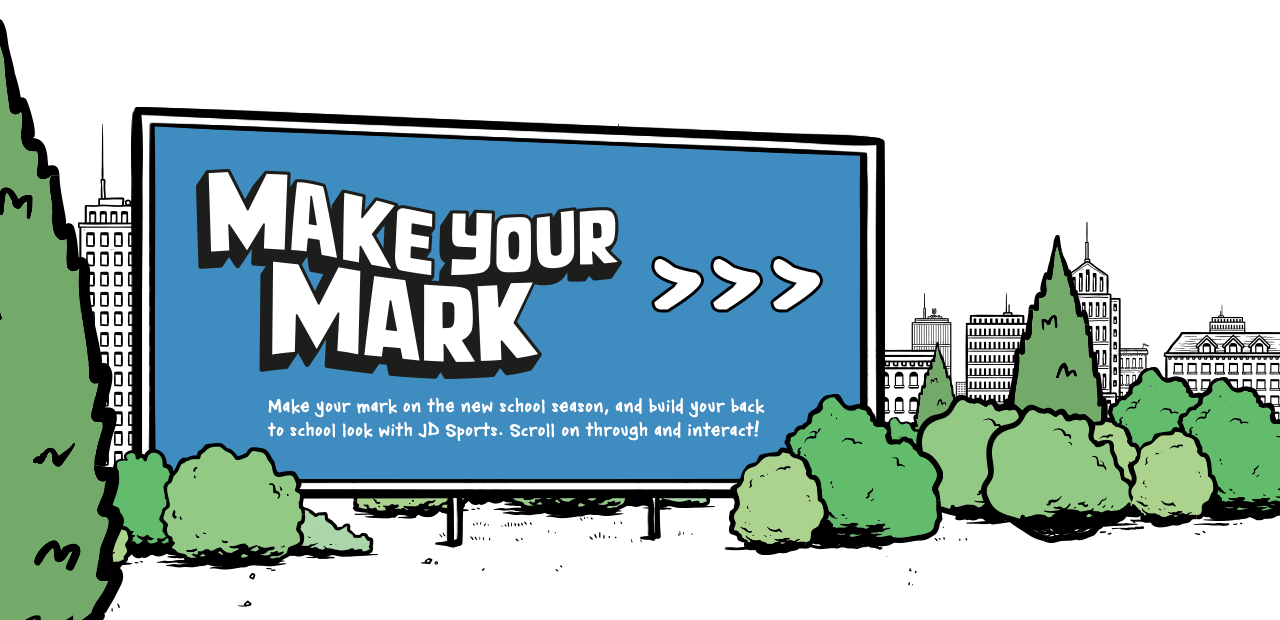 MAKE YOUR
MARK
Make your mark on the new school season, and build your back
to school look with JD Sports. Scroll on through and interact!